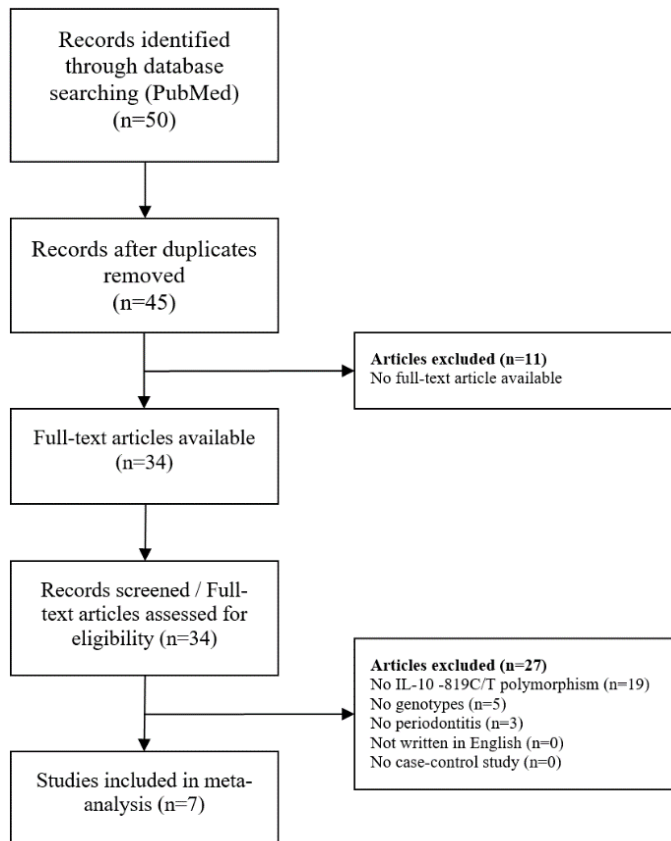 Records identified
through database
searching (PubMed)
(n=50)
Records after duplicates
removed
(n=45)
Articles excluded (n=11)
No full-text article available
Full-text articles available
(n=34)
Records screened / Full-
text articles assessed for
eligibility (n=34)
Articles excluded (n=27)
No IL-10 -819C/T polymorphism (n=19)
No genotypes (n=5)
No periodontitis (n=3)
Not written in English (n=0)
No case-control study (n=0)
Studies included in meta-
analysis (n=7)